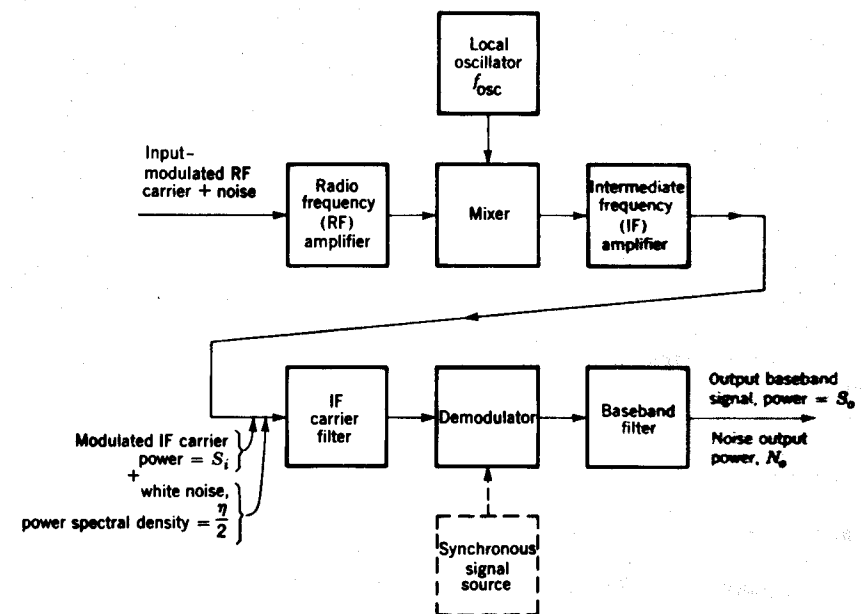 Local
oscillator
f_osc
Input-
modulated RF
carrier + noise
Radio
frequency
(RF)
amplifier
Mixer
Intermediate
frequency
(IF)
amplifier
IF
carrier
filter
Demodulator
Baseband
filter
Output baseband
signal, power = S_o
Noise output
power, N_o
Modulated IF carrier
power = S_i
+
white noise,
power spectral density = η/2
Synchronous
signal
source